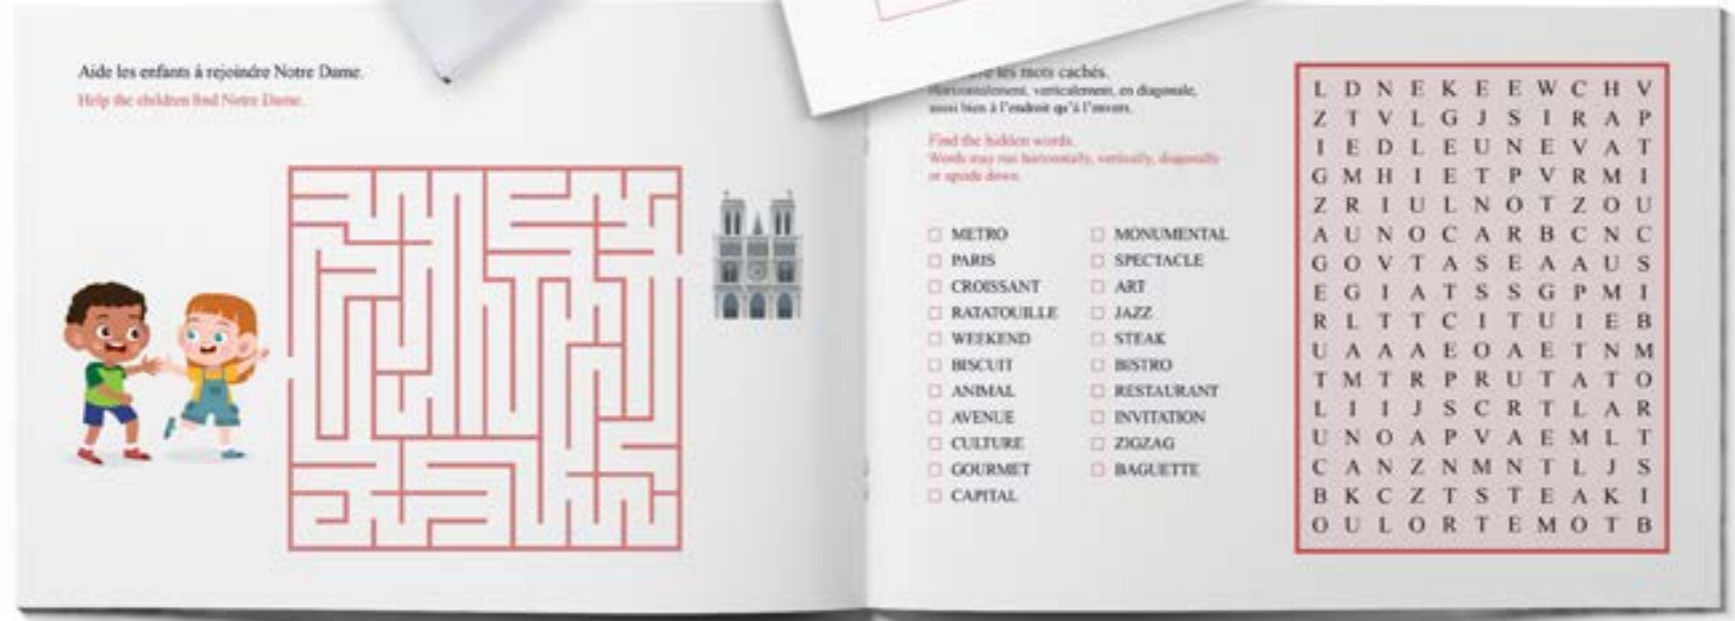 Aide les enfants à rejoindre Notre Dame.
Help the children find Notre Dame.
les mots cachés.
Horizontalement, verticalement, en diagonale,
aussi bien à l'endroit qu'à l'envers.
Find the hidden words.
Words may run horizontally, vertically, diagonally
or upside down.
METRO
PARIS
CROISSANT
RATATOUILLE
WEEKEND
BISCUIT
ANIMAL
AVENUE
CULTURE
GOURMET
CAPITAL
MONUMENTAL
SPECTACLE
ART
JAZZ
STEAK
BISTRO
RESTAURANT
INVITATION
ZIGZAG
BAGUETTE
L D N E K E E W C H V
Z T V L G J S I R A P
I E D L E U N E V A T
G M H I E T P V R M I
Z R I U L N O T Z O U
A U N O C A R B C N C
G O V T A S E A A U S
E G I A T S S G P M I
R L T T C I T U I E B
U A A A E O A E T N M
T M T R P R U T A T O
L I I J S C R T L A R
U N O A P V A E M L T
C A N Z N M N T L J S
B K C Z T S T E A K I
O U L O R T E M O T B